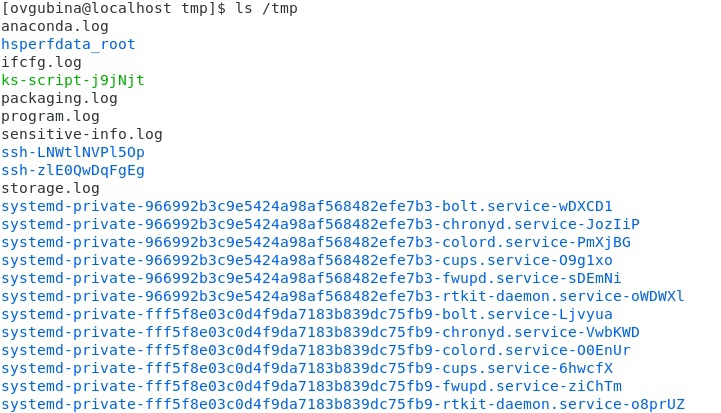 [ovgubina@localhost tmp]$ ls /tmp
anaconda.log
hsperfdata_root
ifcfg.log
ks-script-j9jNjt
packaging.log
program.log
sensitive-info.log
ssh-LNWtlNVPl5Op
ssh-zlE0QwDqFgEg
storage.log
systemd-private-966992b3c9e5424a98af568482efe7b3-bolt.service-wDXCD1
systemd-private-966992b3c9e5424a98af568482efe7b3-chronyd.service-JozIiP
systemd-private-966992b3c9e5424a98af568482efe7b3-colord.service-PmXjBG
systemd-private-966992b3c9e5424a98af568482efe7b3-cups.service-O9g1xo
systemd-private-966992b3c9e5424a98af568482efe7b3-fwupd.service-sDEmNi
systemd-private-966992b3c9e5424a98af568482efe7b3-rtkit-daemon.service-oWDWXl
systemd-private-fff5f8e03c0d4f9da7183b839dc75fb9-bolt.service-Ljvyua
systemd-private-fff5f8e03c0d4f9da7183b839dc75fb9-chronyd.service-VwbKWD
systemd-private-fff5f8e03c0d4f9da7183b839dc75fb9-colord.service-O0EnUr
systemd-private-fff5f8e03c0d4f9da7183b839dc75fb9-cups.service-6hwcfX
systemd-private-fff5f8e03c0d4f9da7183b839dc75fb9-fwupd.service-ziChTm
systemd-private-fff5f8e03c0d4f9da7183b839dc75fb9-rtkit-daemon.service-o8prUZ